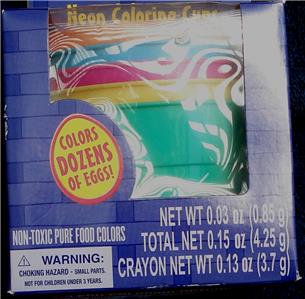 Neon Coloring Cups
COLORS
DOZENS
OF EGGS!
NET WT 0.03 oz (0.85 g)
NON-TOXIC PURE FOOD COLORS
TOTAL NET 0.15 oz (4.25 g)
CRAYON NET WT 0.13 oz (3.7 g)
WARNING:
CHOKING HAZARD - SMALL PARTS.
NOT FOR CHILDREN UNDER 3 YEARS.